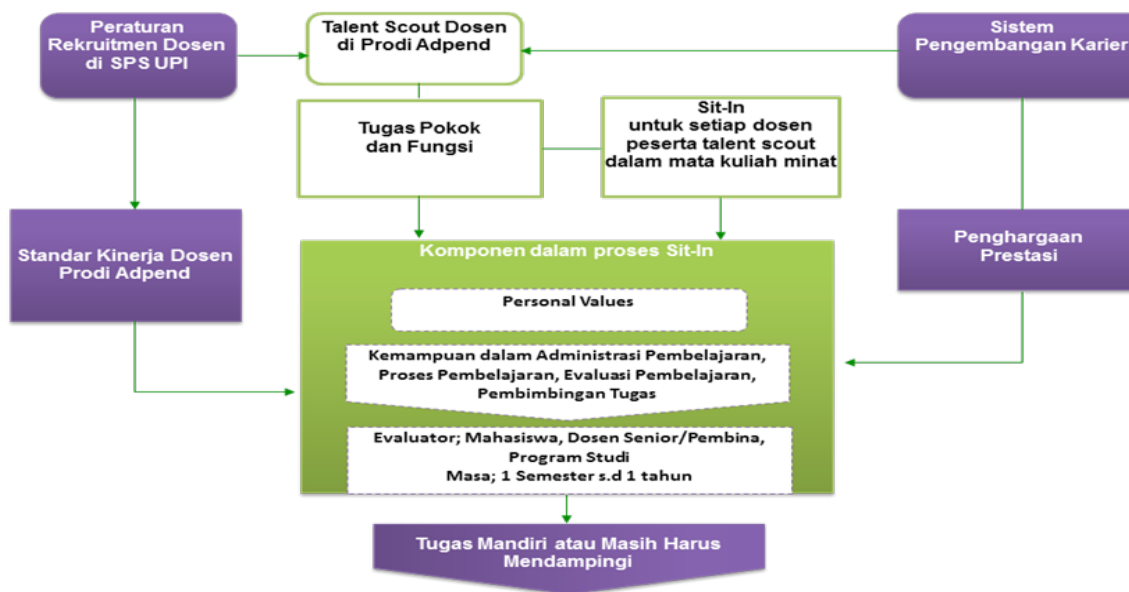 Peraturan
Rekruitmen Dosen
di SPS UPI
Talent Scout Dosen
di Prodi Adpend
Sistem
Pengembangan Karier
Tugas Pokok
dan Fungsi
Sit-In
untuk setiap dosen
peserta talent scout
dalam mata kuliah minat
Standar Kinerja Dosen
Prodi Adpend
Penghargaan
Prestasi
Komponen dalam proses Sit-In
Personal Values
Kemampuan dalam Administrasi Pembelajaran,
Proses Pembelajaran, Evaluasi Pembelajaran,
Pembimbingan Tugas
Evaluator; Mahasiswa, Dosen Senior/Pembina,
Program Studi
Masa; 1 Semester s.d 1 tahun
Tugas Mandiri atau Masih Harus
Mendampingi